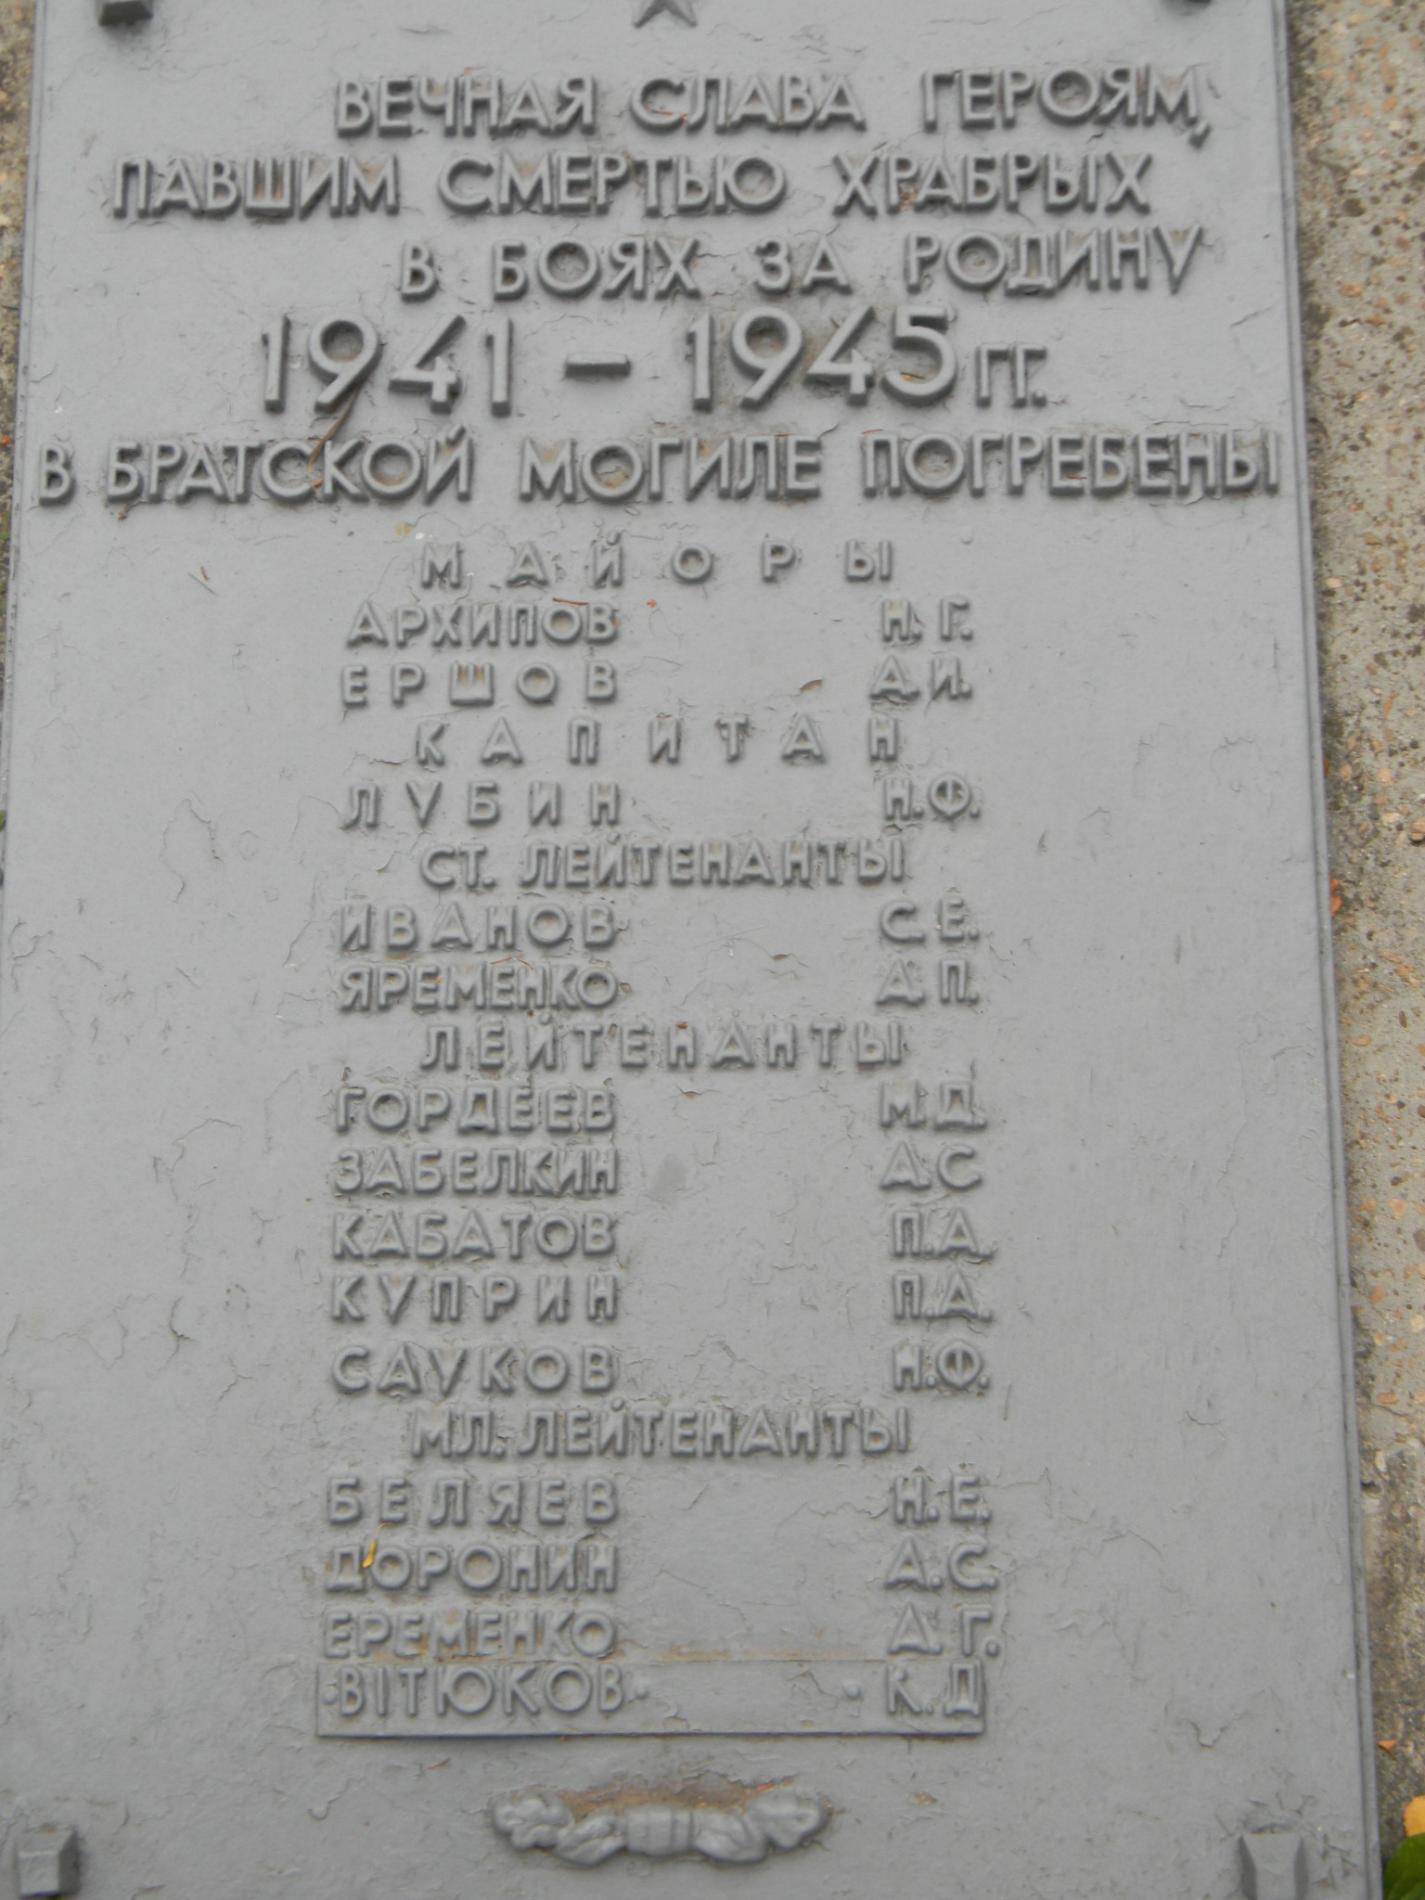 ВЕЧНАЯ СЛАВА ГЕРОЯМ,
ПАВШИМ СМЕРТЬЮ ХРАБРЫХ
В БОЯХ ЗА РОДИНУ
1941 – 1945 ГГ.
В БРАТСКОЙ МОГИЛЕ ПОГРЕБЕНЫ
МАЙОРЫ
АРХИПОВ Н.Г.
ЕРШОВ А.И.
КАПИТАН
ЛУБИН Н.Ф.
СТ. ЛЕЙТЕНАНТЫ
ИВАНОВ С.Е.
ЯРЕМЕНКО А.П.
ЛЕЙТЕНАНТЫ
ГОРДЕЕВ М.Д.
ЗАБЕЛКИН А.С
КАБАТОВ П.А.
КУПРИН П.А.
САУКОВ Н.Ф.
МЛ. ЛЕЙТЕНАНТЫ
БЕЛЯЕВ Н.Е.
ДОРОНИН А.С.
ЕРЕМЕНКО А.Г.
ВІТЮКОВ К.Д